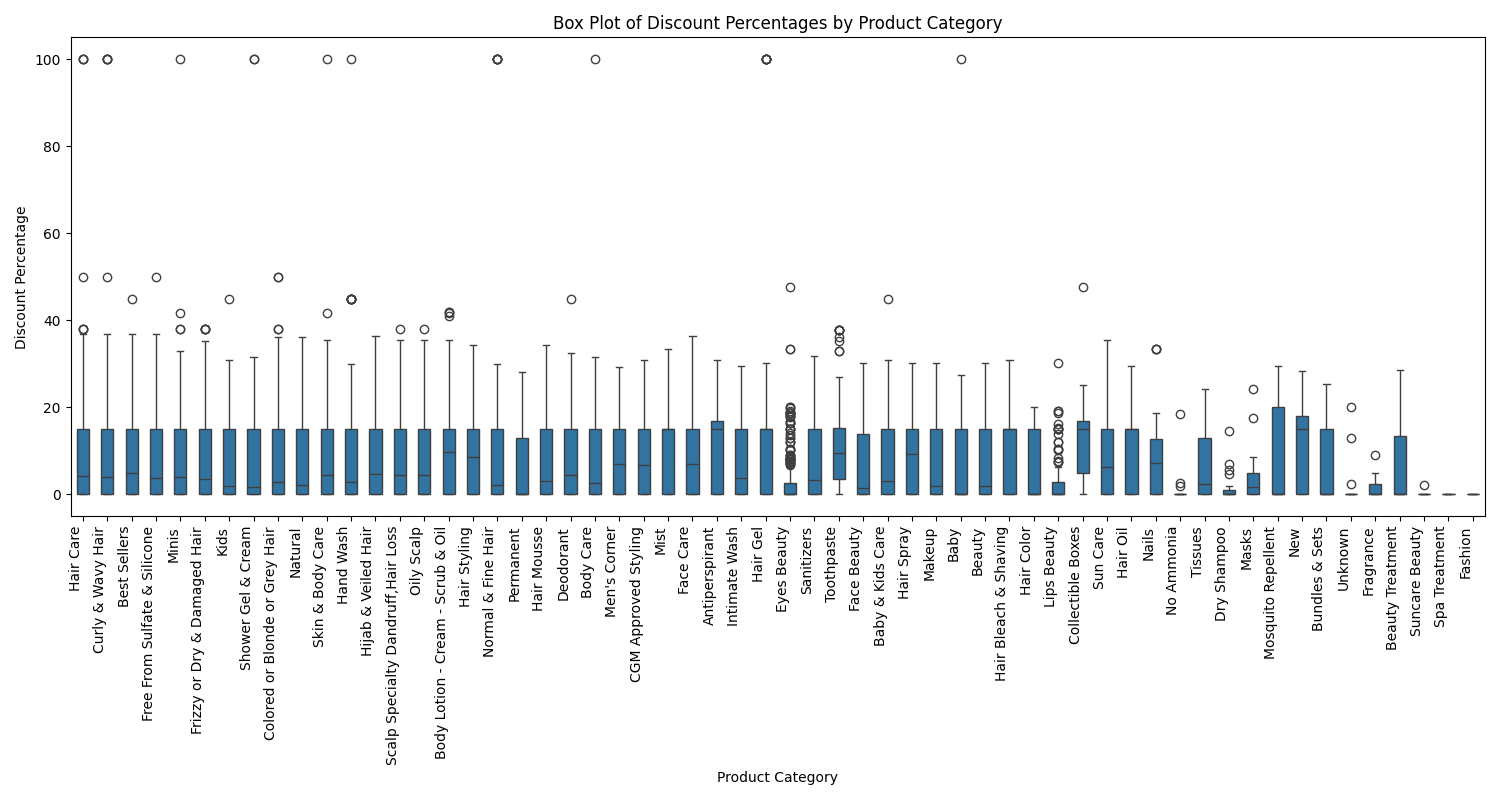 Box Plot of Discount Percentages by Product Category
Discount Percentage
100
80
60
40
20
0
Hair Care
Curly & Wavy Hair
Best Sellers
Free From Sulfate & Silicone
Minis
Frizzy or Dry & Damaged Hair
Kids
Shower Gel & Cream
Colored or Blonde or Grey Hair
Natural
Skin & Body Care
Hand Wash
Hijab & Veiled Hair
Scalp Specialty Dandruff,Hair Loss
Oily Scalp
Body Lotion - Cream - Scrub & Oil
Hair Styling
Normal & Fine Hair
Permanent
Hair Mousse
Deodorant
Body Care
Men's Corner
CGM Approved Styling
Mist
Face Care
Antiperspirant
Intimate Wash
Hair Gel
Eyes Beauty
Sanitizers
Toothpaste
Face Beauty
Baby & Kids Care
Hair Spray
Makeup
Baby
Beauty
Hair Bleach & Shaving
Hair Color
Lips Beauty
Collectible Boxes
Sun Care
Hair Oil
Nails
No Ammonia
Tissues
Dry Shampoo
Masks
Mosquito Repellent
New
Bundles & Sets
Unknown
Fragrance
Beauty Treatment
Suncare Beauty
Spa Treatment
Fashion
Product Category